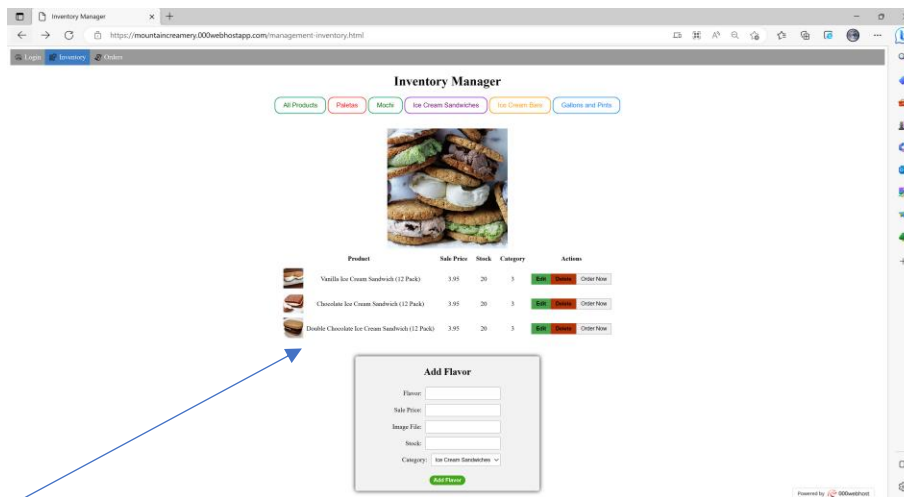 Inventory Manager
https://mountaincreamery.000webhostapp.com/management-inventory.html
Login Inventory Orders
Inventory Manager
All Products Paletas Mochi Ice Cream Sandwiches Ice Cream Bars Gallons and Pints
Product Sale Price Stock Category Actions
Vanilla Ice Cream Sandwich (12 Pack) 3.95 20 3 Edit Delete Order Now
Chocolate Ice Cream Sandwich (12 Pack) 3.95 20 3 Edit Delete Order Now
Double Chocolate Ice Cream Sandwich (12 Pack) 3.95 20 3 Edit Delete Order Now
Add Flavor
Flavor:
Sale Price:
Image File:
Stock:
Category: Ice Cream Sandwiches
Add Flavor
Powered by 000webhost